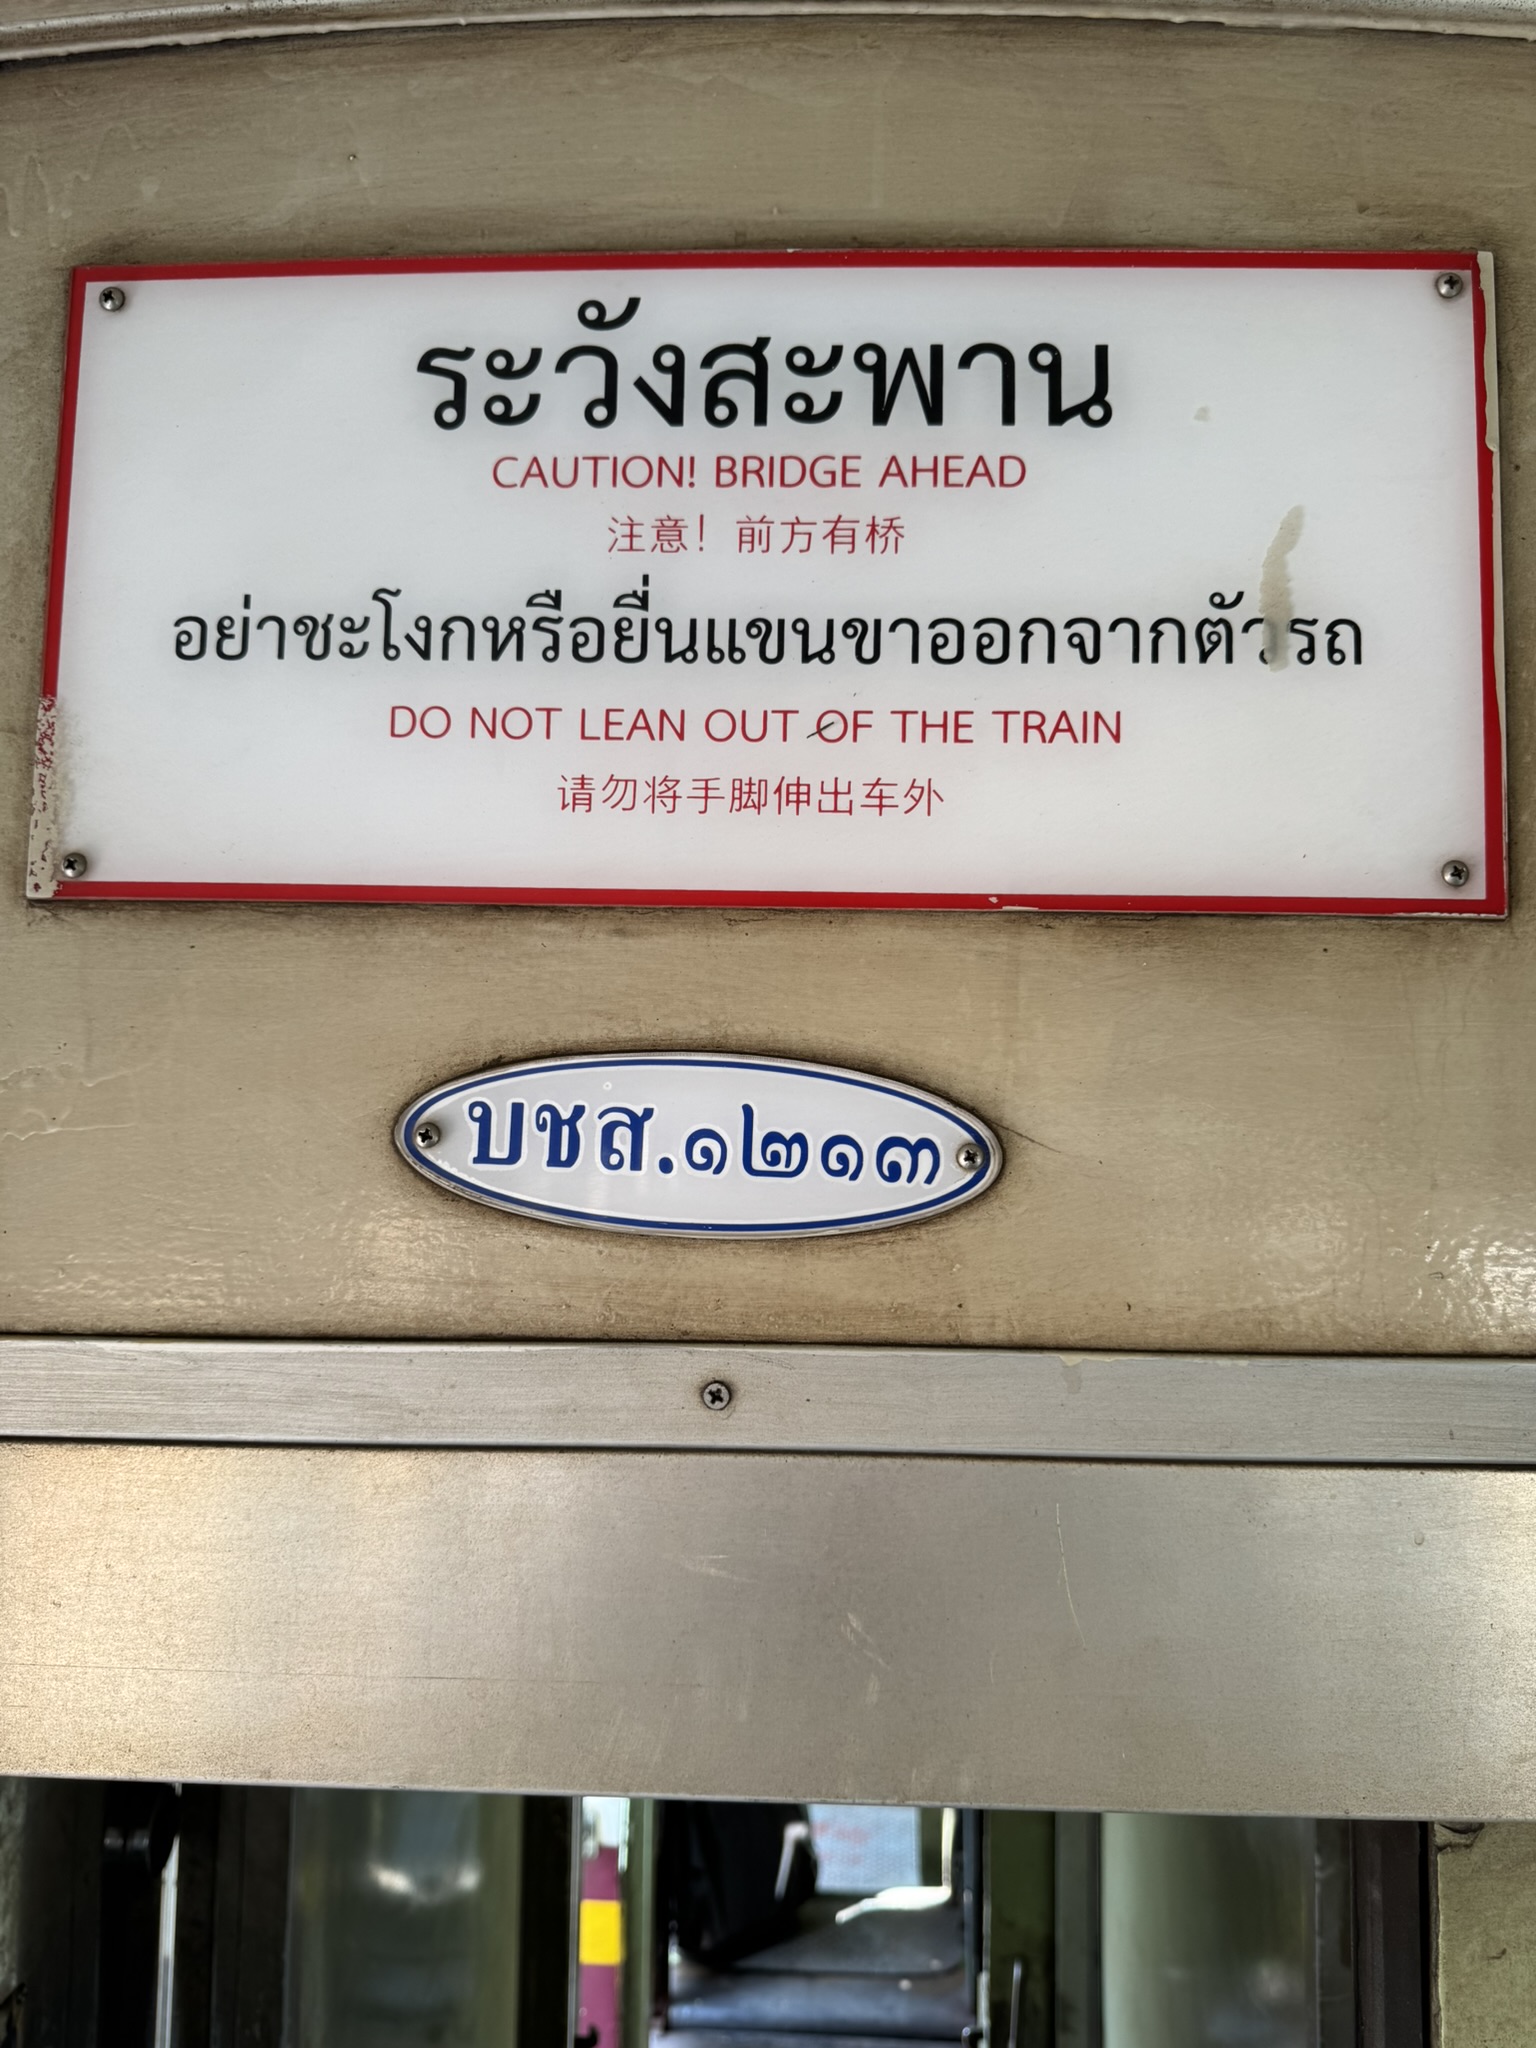 ระวังสะพาน
CAUTION! BRIDGE AHEAD
注意！前方有桥
อย่าชะโงกหรือยื่นแขนขาออกจากตัวรถ
DO NOT LEAN OUT OF THE TRAIN
请勿将手脚伸出车外
บชส.๑๒๑๓